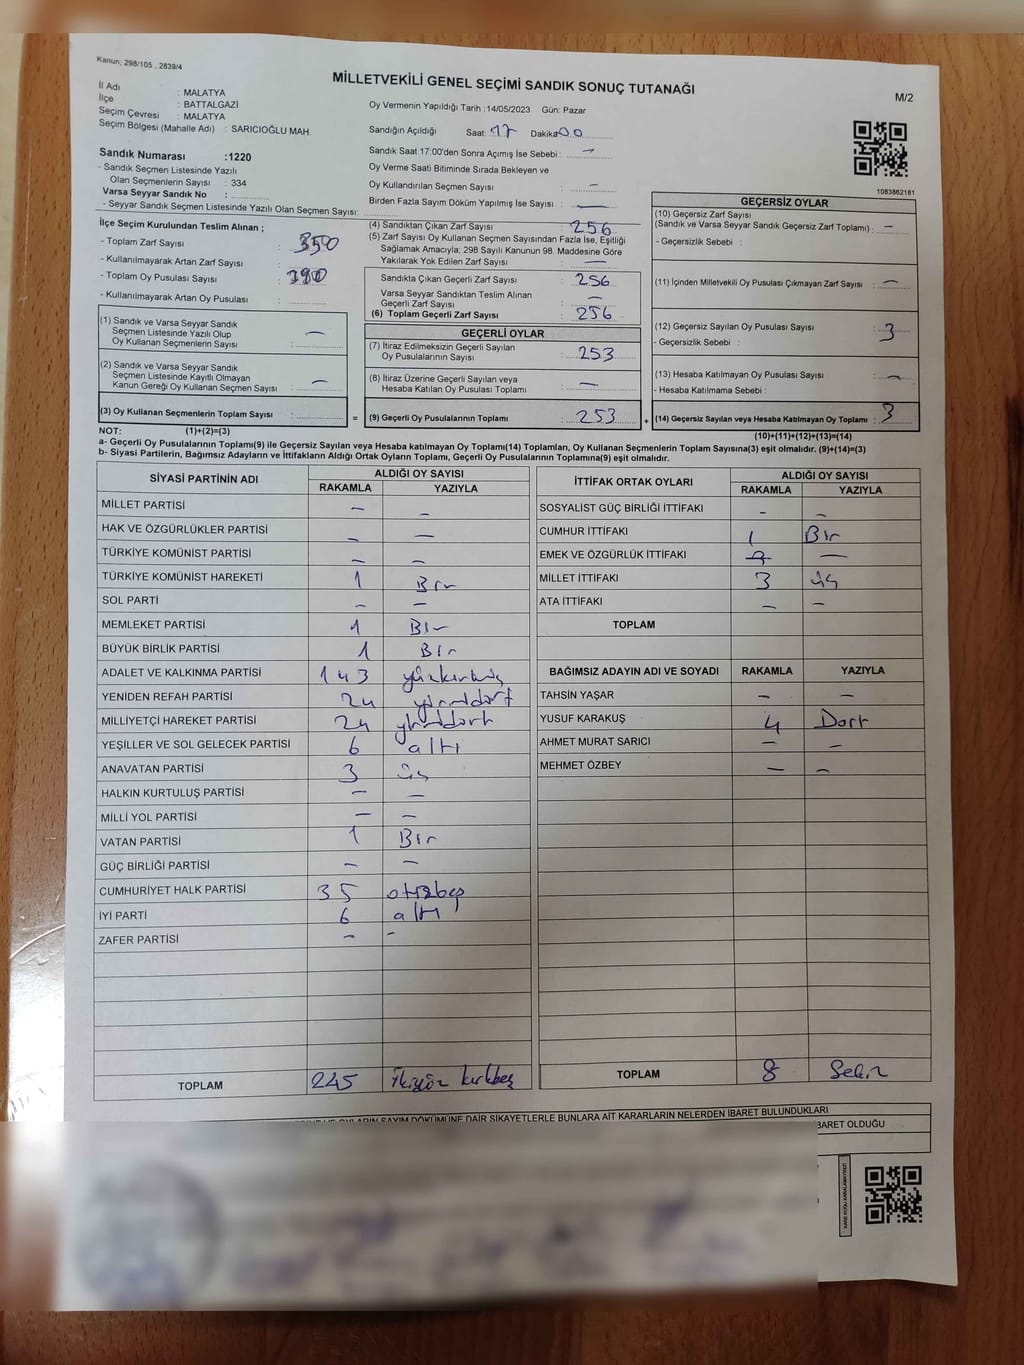 Kanun; 298/105 , 2839/4
MİLLETVEKİLİ GENEL SEÇİMİ SANDIK SONUÇ TUTANAĞI
M/2
İl Adı : MALATYA
İlçe : BATTALGAZİ
Seçim Çevresi : MALATYA
Seçim Bölgesi (Mahalle Adı) : SARICIOĞLU MAH.
Sandık Numarası :1220
- Sandık Seçmen Listesinde Yazılı
Olan Seçmenlerin Sayısı : 334
Varsa Seyyar Sandık No :
- Seyyar Sandık Seçmen Listesinde Yazılı Olan Seçmen Sayısı:
Oy Vermenin Yapıldığı Tarih :14/05/2023 Gün: Pazar
Sandığın Açıldığı Saat: 17 Dakika: 00
Sandık Saat 17:00'den Sonra Açımış İse Sebebi : –
Oy Verme Saati Bitiminde Sırada Bekleyen ve
Oy Kullandırılan Seçmen Sayısı : –
Birden Fazla Sayım Döküm Yapılmış İse Sayısı : —
1083862181
İlçe Seçim Kurulundan Teslim Alınan ;
- Toplam Zarf Sayısı : 350
- Kullanılmayarak Artan Zarf Sayısı :
- Toplam Oy Pusulası Sayısı :
- Kullanılmayarak Artan Oy Pusulası :
(1) Sandık ve Varsa Seyyar Sandık
Seçmen Listesinde Yazılı Olup
Oy Kullanan Seçmenlerin Sayısı : —
(2) Sandık ve Varsa Seyyar Sandık
Seçmen Listesinde Kayıtlı Olmayan
Kanun Gereği Oy Kullanan Seçmen Sayısı : —
(3) Oy Kullanan Seçmenlerin Toplam Sayısı : =
(4) Sandıktan Çıkan Zarf Sayısı : 256
(5) Zarf Sayısı Oy Kullanan Seçmen Sayısından Fazla İse, Eşitliği
Sağlamak Amacıyla; 298 Sayılı Kanunun 98. Maddesine Göre
Yakılarak Yok Edilen Zarf Sayısı : —
Sandıkta Çıkan Geçerli Zarf Sayısı : 256
Varsa Seyyar Sandıktan Teslim Alınan
Geçerli Zarf Sayısı : —
(6) Toplam Geçerli Zarf Sayısı : 256
GEÇERLİ OYLAR
(7) İtiraz Edilmeksizin Geçerli Sayılan
Oy Pusulalarının Sayısı : 253
(8) İtiraz Üzerine Geçerli Sayılan veya
Hesaba Katılan Oy Pusulası Toplamı : —
(9) Geçerli Oy Pusulalarının Toplamı : 253 +
GEÇERSİZ OYLAR
(10) Geçersiz Zarf Sayısı
(Sandık ve Varsa Seyyar Sandık Geçersiz Zarf Toplamı) : –
- Geçersizlik Sebebi :
(11) İçinden Milletvekili Oy Pusulası Çıkmayan Zarf Sayısı : —
(12) Geçersiz Sayılan Oy Pusulası Sayısı : 3
- Geçersizlik Sebebi :
(13) Hesaba Katılmayan Oy Pusulası Sayısı : —
- Hesaba Katılmama Sebebi :
(14) Geçersiz Sayılan veya Hesaba Katılmayan Oy Toplamı : 3
(10)+(11)+(12)+(13)=(14)
NOT: (1)+(2)=(3)
a- Geçerli Oy Pusulalarının Toplamı(9) ile Geçersiz Sayılan veya Hesaba katılmayan Oy Toplamı(14) Toplamları, Oy Kullanan Seçmenlerin Toplam Sayısına(3) eşit olmalıdır. (9)+(14)=(3)
b- Siyasi Partilerin, Bağımsız Adayların ve İttifakların Aldığı Ortak Oyların Toplamı, Geçerli Oy Pusulalarının Toplamına(9) eşit olmalıdır.
SİYASİ PARTİNİN ADI ALDIĞI OY SAYISI
RAKAMLA YAZIYLA
MİLLET PARTİSİ – –
HAK VE ÖZGÜRLÜKLER PARTİSİ – —
TÜRKİYE KOMÜNİST PARTİSİ – –
TÜRKİYE KOMÜNİST HAREKETİ 1 Bir
SOL PARTİ – –
MEMLEKET PARTİSİ 1 Bir
BÜYÜK BİRLİK PARTİSİ 1 Bir
ADALET VE KALKINMA PARTİSİ 143 yüzkırküç
YENİDEN REFAH PARTİSİ 24 yirmidört
MİLLİYETÇİ HAREKET PARTİSİ 24 yirmidört
YEŞİLLER VE SOL GELECEK PARTİSİ 6 altı
ANAVATAN PARTİSİ 3 üç
HALKIN KURTULUŞ PARTİSİ – –
MİLLİ YOL PARTİSİ – –
VATAN PARTİSİ 1 Bir
GÜÇ BİRLİĞİ PARTİSİ – –
CUMHURİYET HALK PARTİSİ 35 otuzbeş
İYİ PARTİ 6 altı
ZAFER PARTİSİ – –
TOPLAM 245 İkiyüz kırkbeş
İTTİFAK ORTAK OYLARI ALDIĞI OY SAYISI
RAKAMLA YAZIYLA
SOSYALİST GÜÇ BİRLİĞİ İTTİFAKI – –
CUMHUR İTTİFAKI 1 Bir
EMEK VE ÖZGÜRLÜK İTTİFAKI —
MİLLET İTTİFAKI 3 üç
ATA İTTİFAKI – –
TOPLAM
BAĞIMSIZ ADAYIN ADI VE SOYADI RAKAMLA YAZIYLA
TAHSİN YAŞAR – –
YUSUF KARAKUŞ 4 Dört
AHMET MURAT SARICI – –
MEHMET ÖZBEY – –
TOPLAM 8 Sekiz
OYLARIN SAYIM DÖKÜMÜNE DAİR ŞİKAYETLERLE BUNLARA AİT KARARLARIN NELERDEN İBARET BULUNDUKLARI
İBARET OLDUĞU